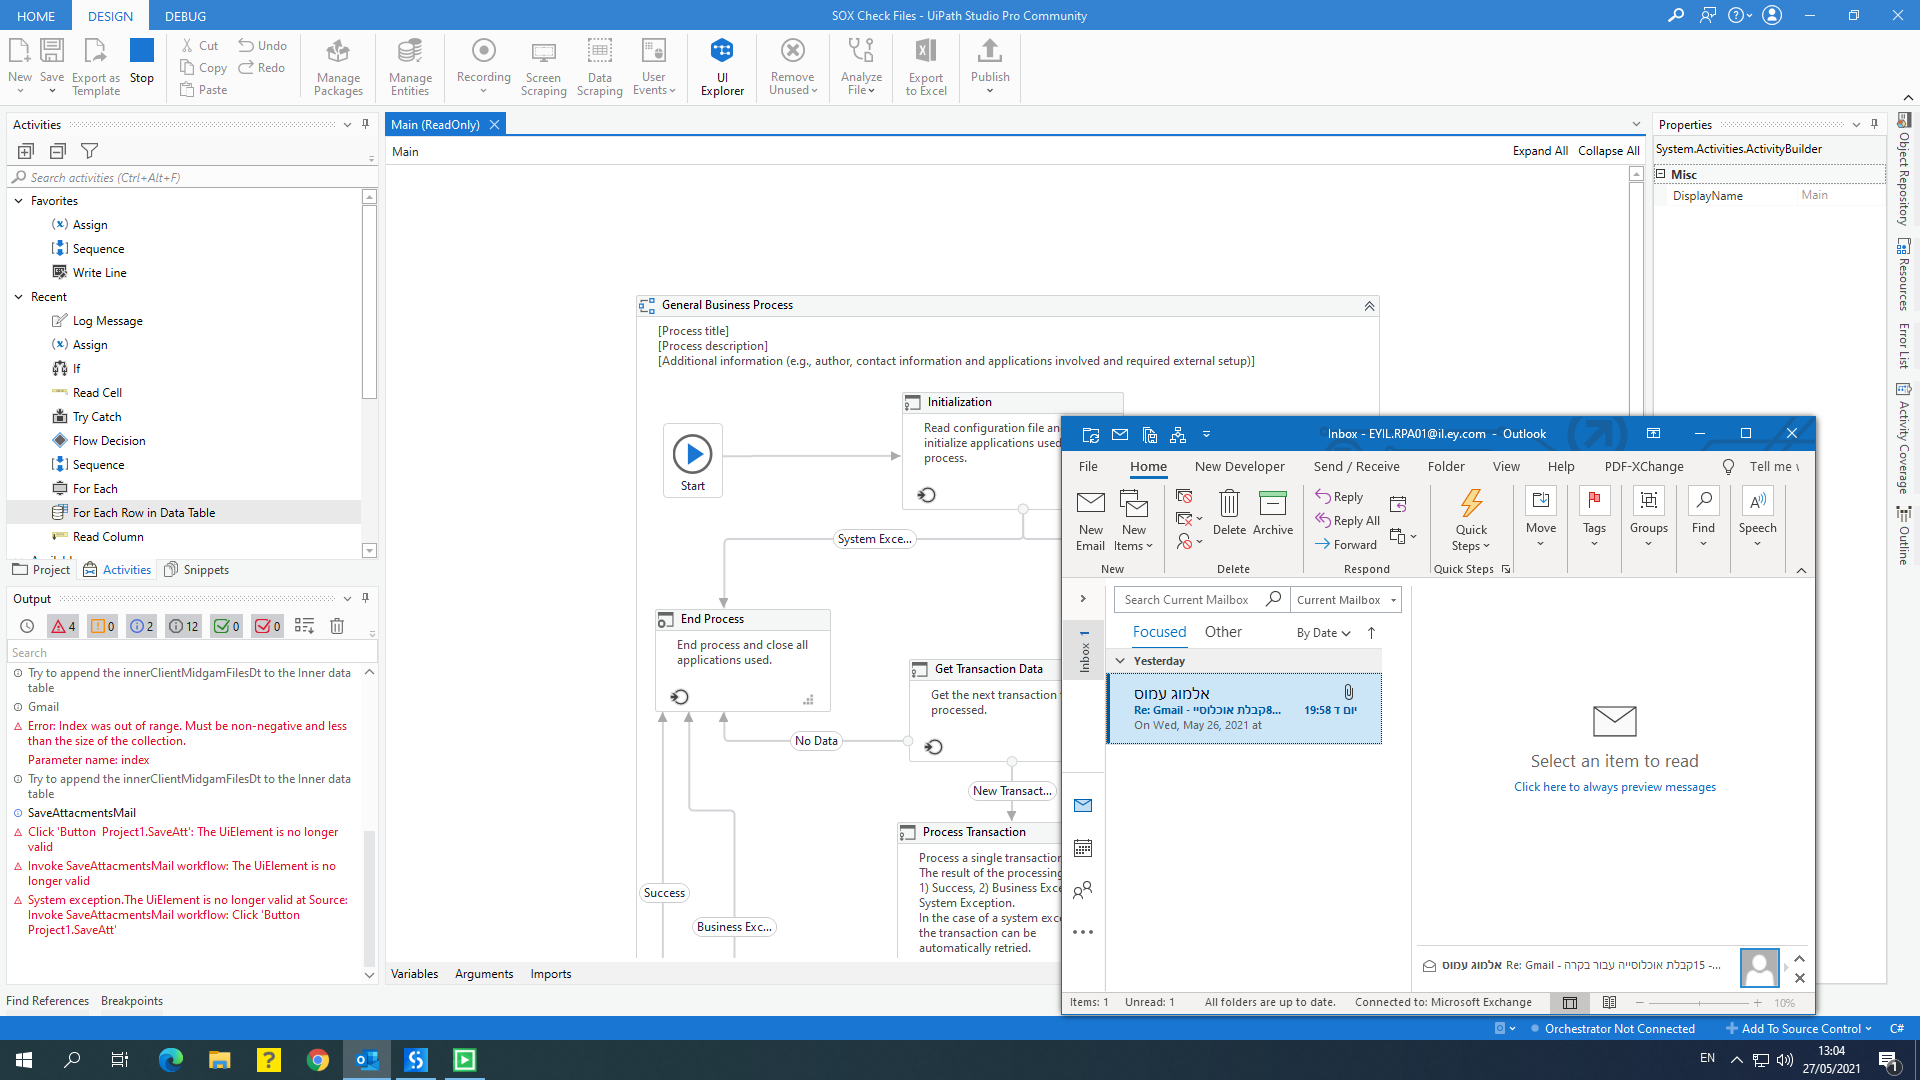 HOME
DESIGN
DEBUG
SOX Check Files - UiPath Studio Pro Community
New
Save
Export as Template
Stop
Cut
Copy
Paste
Undo
Redo
Manage Packages
Manage Entities
Recording
Screen Scraping
Data Scraping
User Events
UI Explorer
Remove Unused
Analyze File
Export to Excel
Publish
Activities
Search activities (Ctrl+Alt+F)
Favorites
Assign
Sequence
Write Line
Recent
Log Message
Assign
If
Read Cell
Try Catch
Flow Decision
Sequence
For Each
For Each Row in Data Table
Read Column
Project
Activities
Snippets
Output
4
0
2
12
0
0
Search
Try to append the innerClientMidgamFilesDt to the Inner data
table
Gmail
Error: Index was out of range. Must be non-negative and less
than the size of the collection.
Parameter name: index
Try to append the innerClientMidgamFilesDt to the Inner data
table
SaveAttacmentsMail
Click 'Button Project1.SaveAtt': The UiElement is no longer
valid
Invoke SaveAttacmentsMail workflow: The UiElement is no
longer valid
System exception.The UiElement is no longer valid at Source:
Invoke SaveAttacmentsMail workflow: Click 'Button
Project1.SaveAtt'
Find References
Breakpoints
Main (ReadOnly)
Main
Expand All
Collapse All
General Business Process
[Process title]
[Process description]
[Additional information (e.g., author, contact information and applications involved and required external setup)]
Start
Initialization
Read configuration file an
initialize applications used
process.
System Exce...
End Process
End process and close all
applications used.
Get Transaction Data
Get the next transaction
processed.
No Data
New Transact...
Process Transaction
Process a single transaction
The result of the processing
1) Success, 2) Business Exce
System Exception.
In the case of a system exc
the transaction can be
automatically retried.
Success
Business Exc...
Variables
Arguments
Imports
Properties
System.Activities.ActivityBuilder
Misc
DisplayName
Main
Object Repository
Resources
Error List
Activity Coverage
Outline
Inbox - EYIL.RPA01@il.ey.com - Outlook
File
Home
New Developer
Send / Receive
Folder
View
Help
PDF-XChange
Tell me
New Email
New Items
New
Delete
Archive
Delete
Reply
Reply All
Forward
Respond
Quick Steps
Quick Steps
Move
Tags
Groups
Find
Speech
Search Current Mailbox
Current Mailbox
Inbox 1
Focused
Other
By Date
Yesterday
אלמוג עמוס
Re: Gmail - קבלת אוכלוסיי8...
יום ד 19:58
On Wed, May 26, 2021 at
Select an item to read
Click here to always preview messages
אלמוג עמוס Re: Gmail - קבלת אוכלוסייה עבור בקרה15 -...
Items: 1
Unread: 1
All folders are up to date.
Connected to: Microsoft Exchange
10%
Orchestrator Not Connected
Add To Source Control
C#
EN
13:04
27/05/2021
1